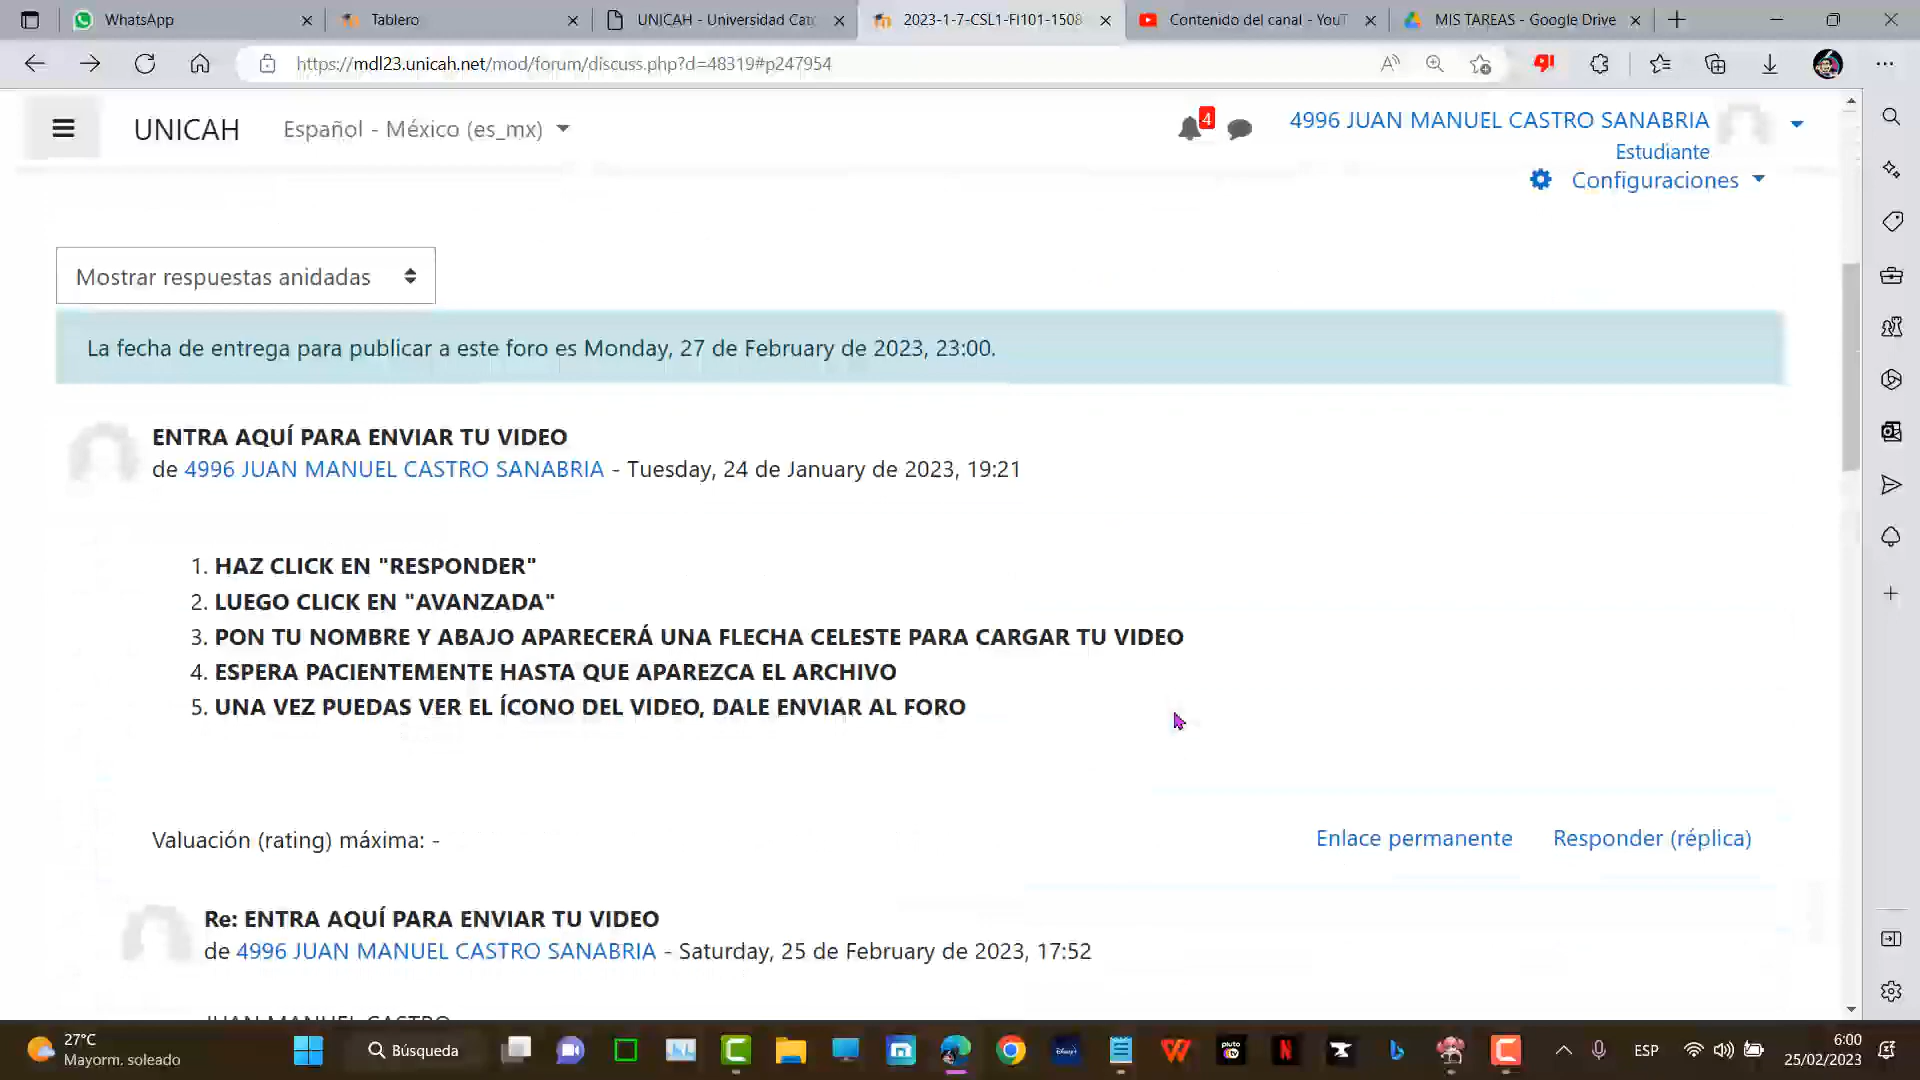 WhatsApp
Tablero
UNICAH - Universidad Cato
2023-1-7-CSL1-FI101-1508
Contenido del canal - YouT
MIS TAREAS - Google Drive
https://mdl23.unicah.net/mod/forum/discuss.php?d=48319#p247954
UNICAH
Español - México (es_mx)
4
4996 JUAN MANUEL CASTRO SANABRIA
Estudiante
Configuraciones
Mostrar respuestas anidadas
La fecha de entrega para publicar a este foro es Monday, 27 de February de 2023, 23:00.
ENTRA AQUÍ PARA ENVIAR TU VIDEO
de 4996 JUAN MANUEL CASTRO SANABRIA - Tuesday, 24 de January de 2023, 19:21
1. HAZ CLICK EN "RESPONDER"
2. LUEGO CLICK EN "AVANZADA"
3. PON TU NOMBRE Y ABAJO APARECERÁ UNA FLECHA CELESTE PARA CARGAR TU VIDEO
4. ESPERA PACIENTEMENTE HASTA QUE APAREZCA EL ARCHIVO
5. UNA VEZ PUEDAS VER EL ÍCONO DEL VIDEO, DALE ENVIAR AL FORO
Valuación (rating) máxima: -
Enlace permanente
Responder (réplica)
Re: ENTRA AQUÍ PARA ENVIAR TU VIDEO
de 4996 JUAN MANUEL CASTRO SANABRIA - Saturday, 25 de February de 2023, 17:52
JUAN MANUEL CASTRO
27°C
Mayorm. soleado
Búsqueda
ESP
6:00
25/02/2023